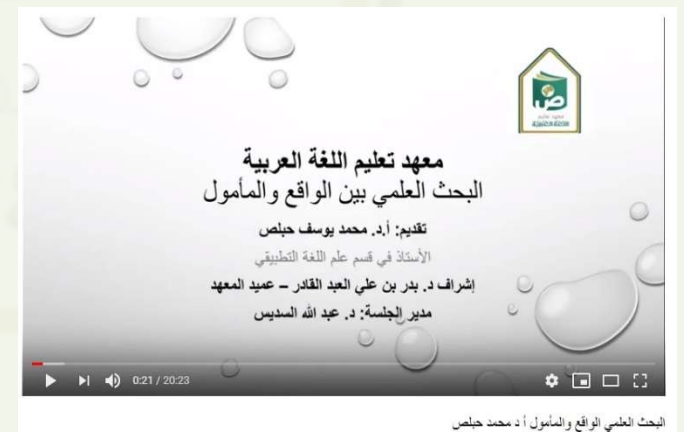 ض
معهد تعليم اللغة العربية
البحث العلمي بين الواقع والمأمول
تقديم: أ.د. محمد يوسف حبلص
الأستاذ في قسم علم اللغة التطبيقي
إشراف د. بدر بن علي العبد القادر – عميد المعهد
مدير الجلسة: د. عبد الله السديس
0:21 / 20:23
البحث العلمي الواقع والمأمول أ د محمد حبلص